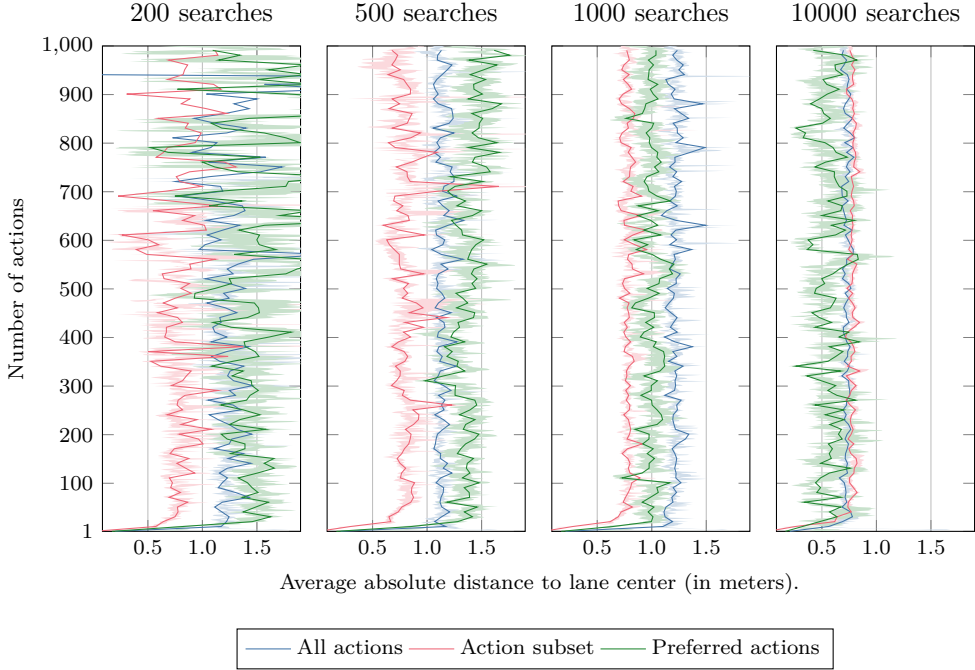 200 searches 500 searches 1000 searches 10000 searches
1,000
900
800
700
600
500
400
300
200
100
1
Number of actions
0.5 1.0 1.5 0.5 1.0 1.5 0.5 1.0 1.5 0.5 1.0 1.5
Average absolute distance to lane center (in meters).
All actions Action subset Preferred actions